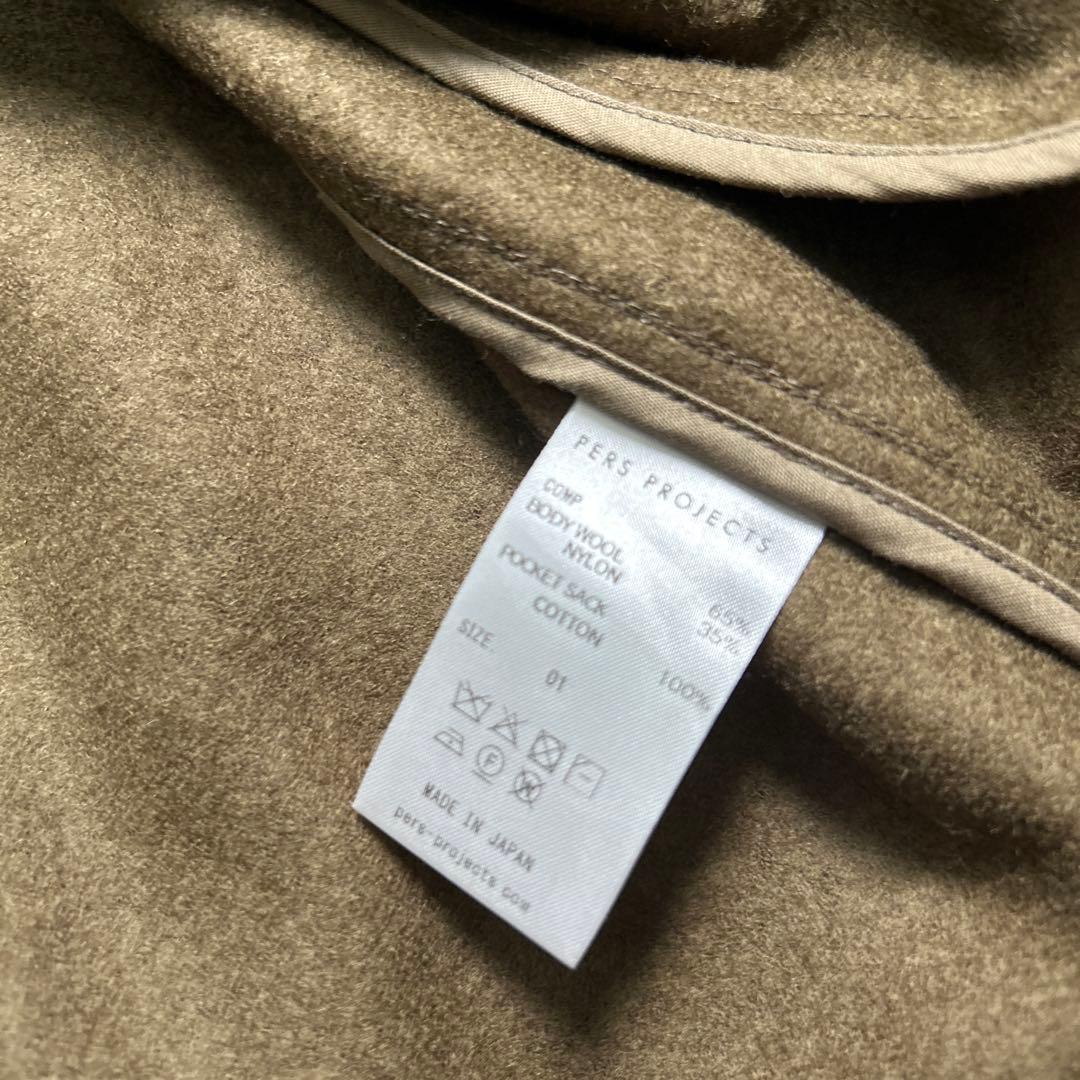 PERS PROJECTS
COMP.
BODY WOOL 65%
NYLON 35%
POCKET SACK
COTTON 100%
SIZE. 01
F W
MADE IN JAPAN
pers-projects.com